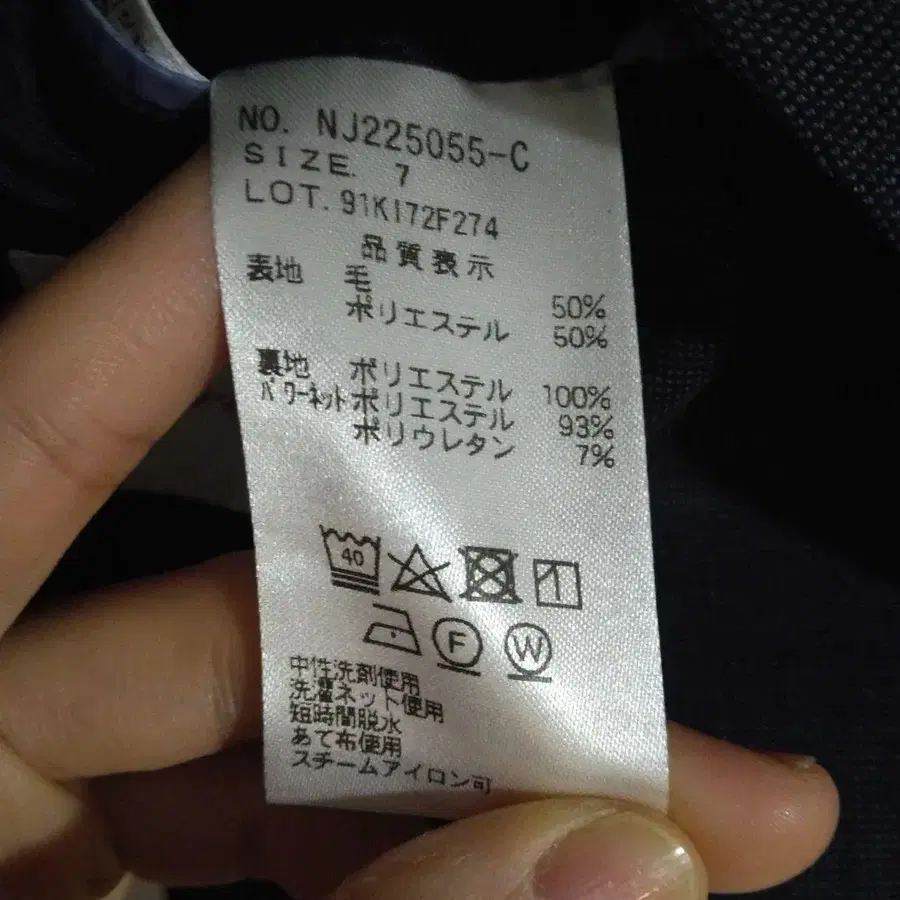 NO. NJ225055-C
SIZE. 7
LOT. 91KI72F274
品質表示
表地 毛 50%
ポリエステル 50%
裏地 ポリエステル 100%
パワーネット ポリエステル 93%
ポリウレタン 7%
40
F W
中性洗剤使用
洗濯ネット使用
短時間脱水
あて布使用
スチームアイロン可